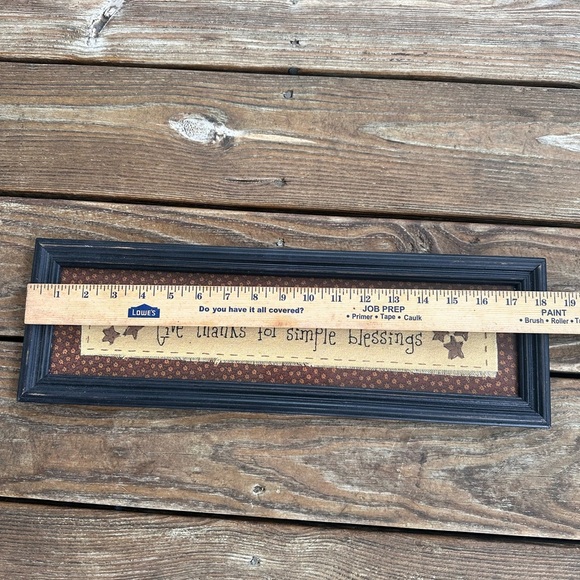 1 2 3 4 5 6 7 8 9 10 11 12 13 14 15 16 17 18 19
LOWE'S Do you have it all covered? JOB PREP PAINT
• Primer • Tape • Caulk • Brush • Roller •
Give thanks for simple blessings